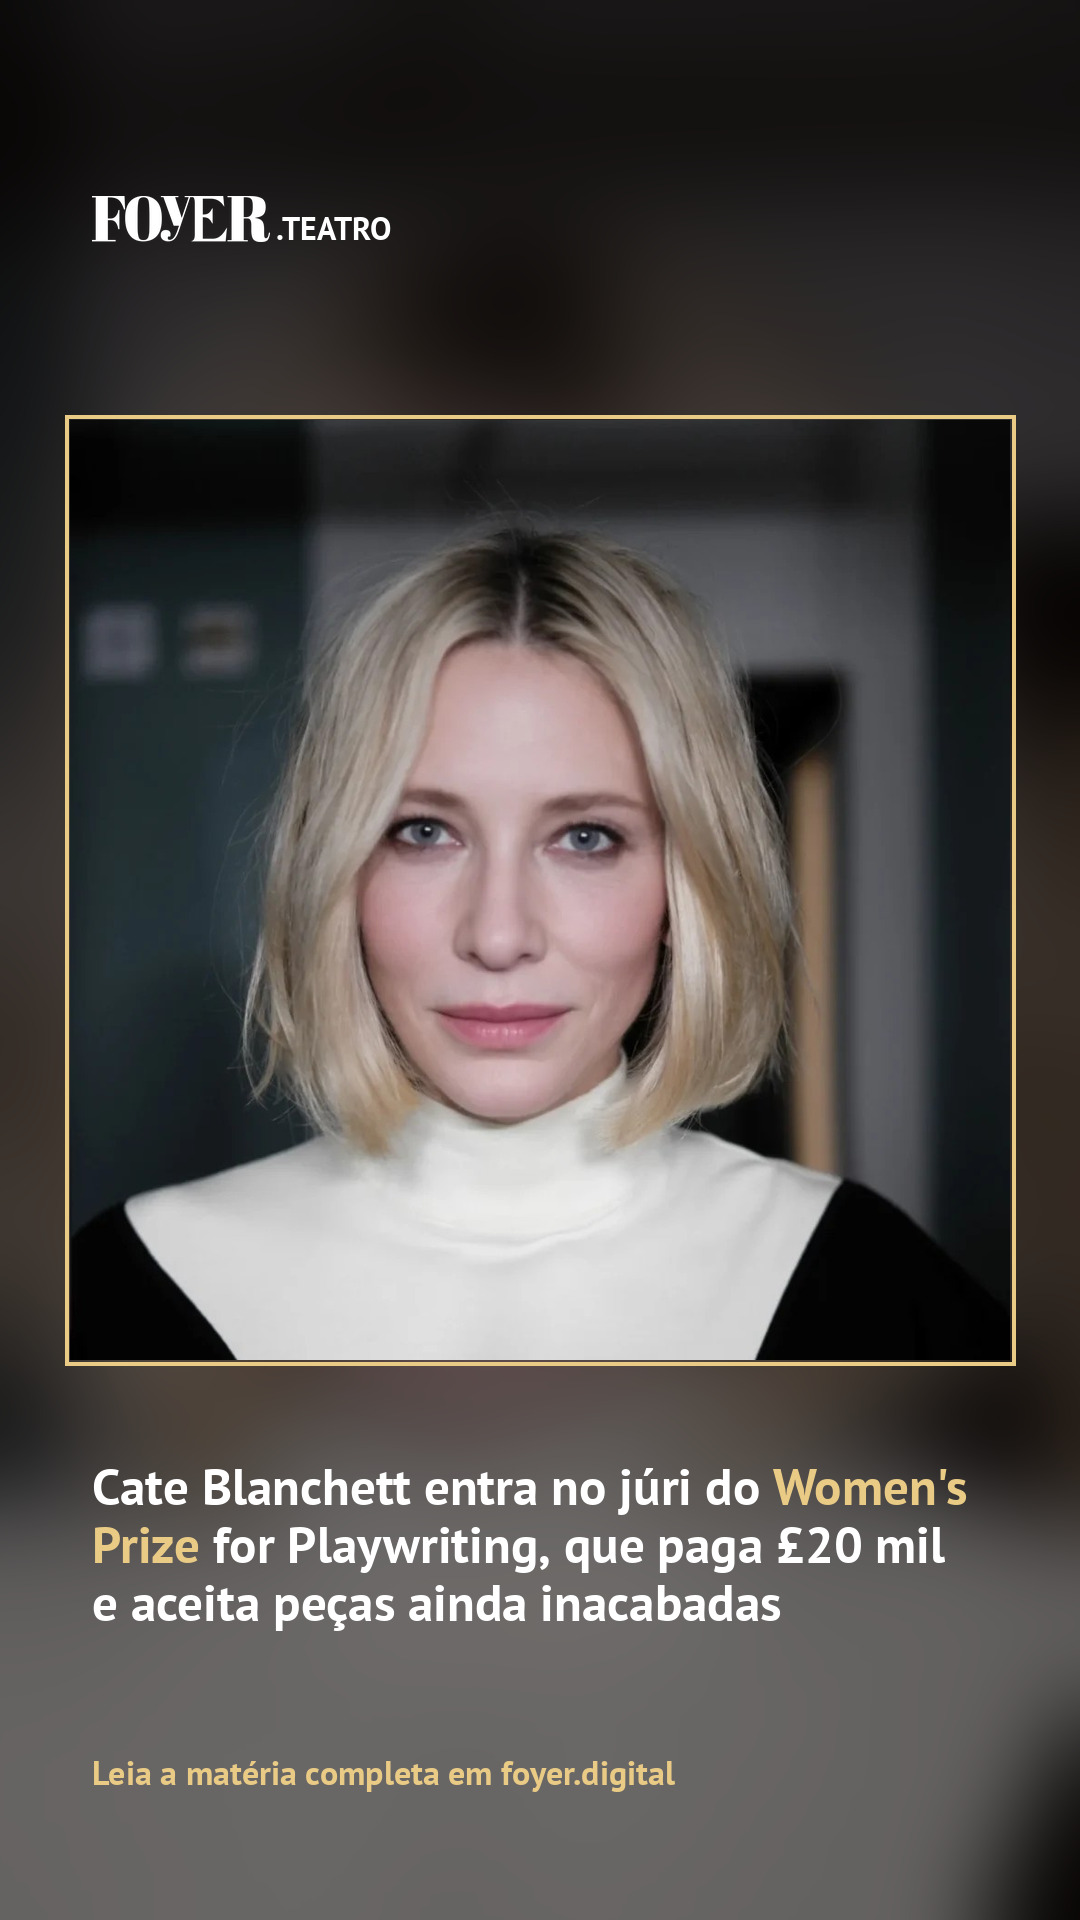 FOYER .TEATRO
Cate Blanchett entra no júri do Women's
Prize for Playwriting, que paga £20 mil
e aceita peças ainda inacabadas
Leia a matéria completa em foyer.digital